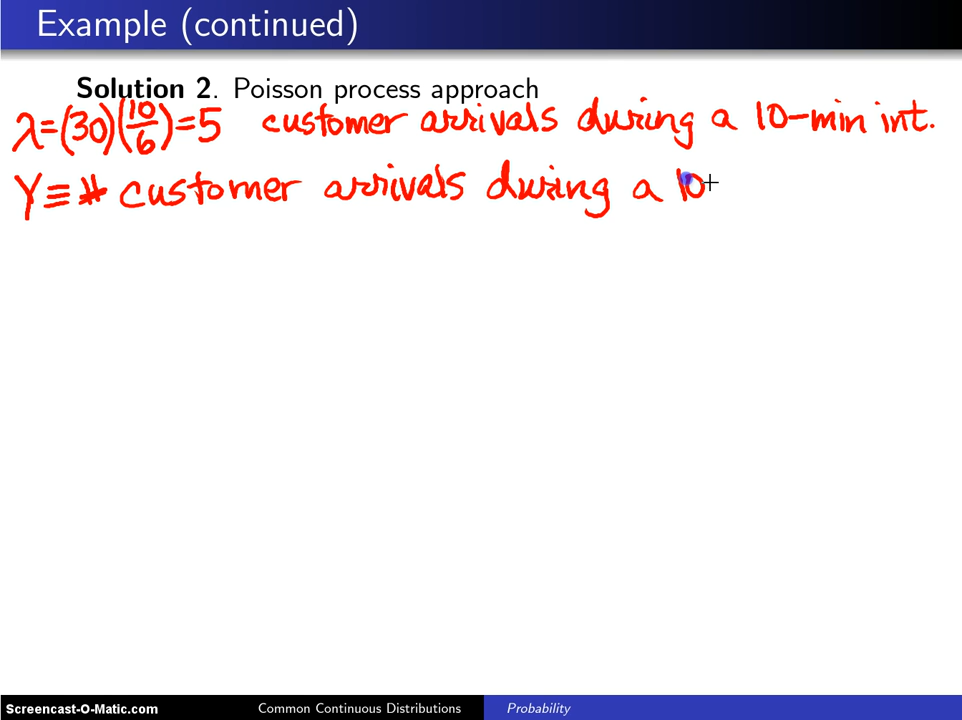 Example (continued)
Solution 2. Poisson process approach
λ=(30)(10/6)=5 customer arrivals during a 10-min int.
Y≡# customer arrivals during a 10
Screencast-O-Matic.com Common Continuous Distributions Probability